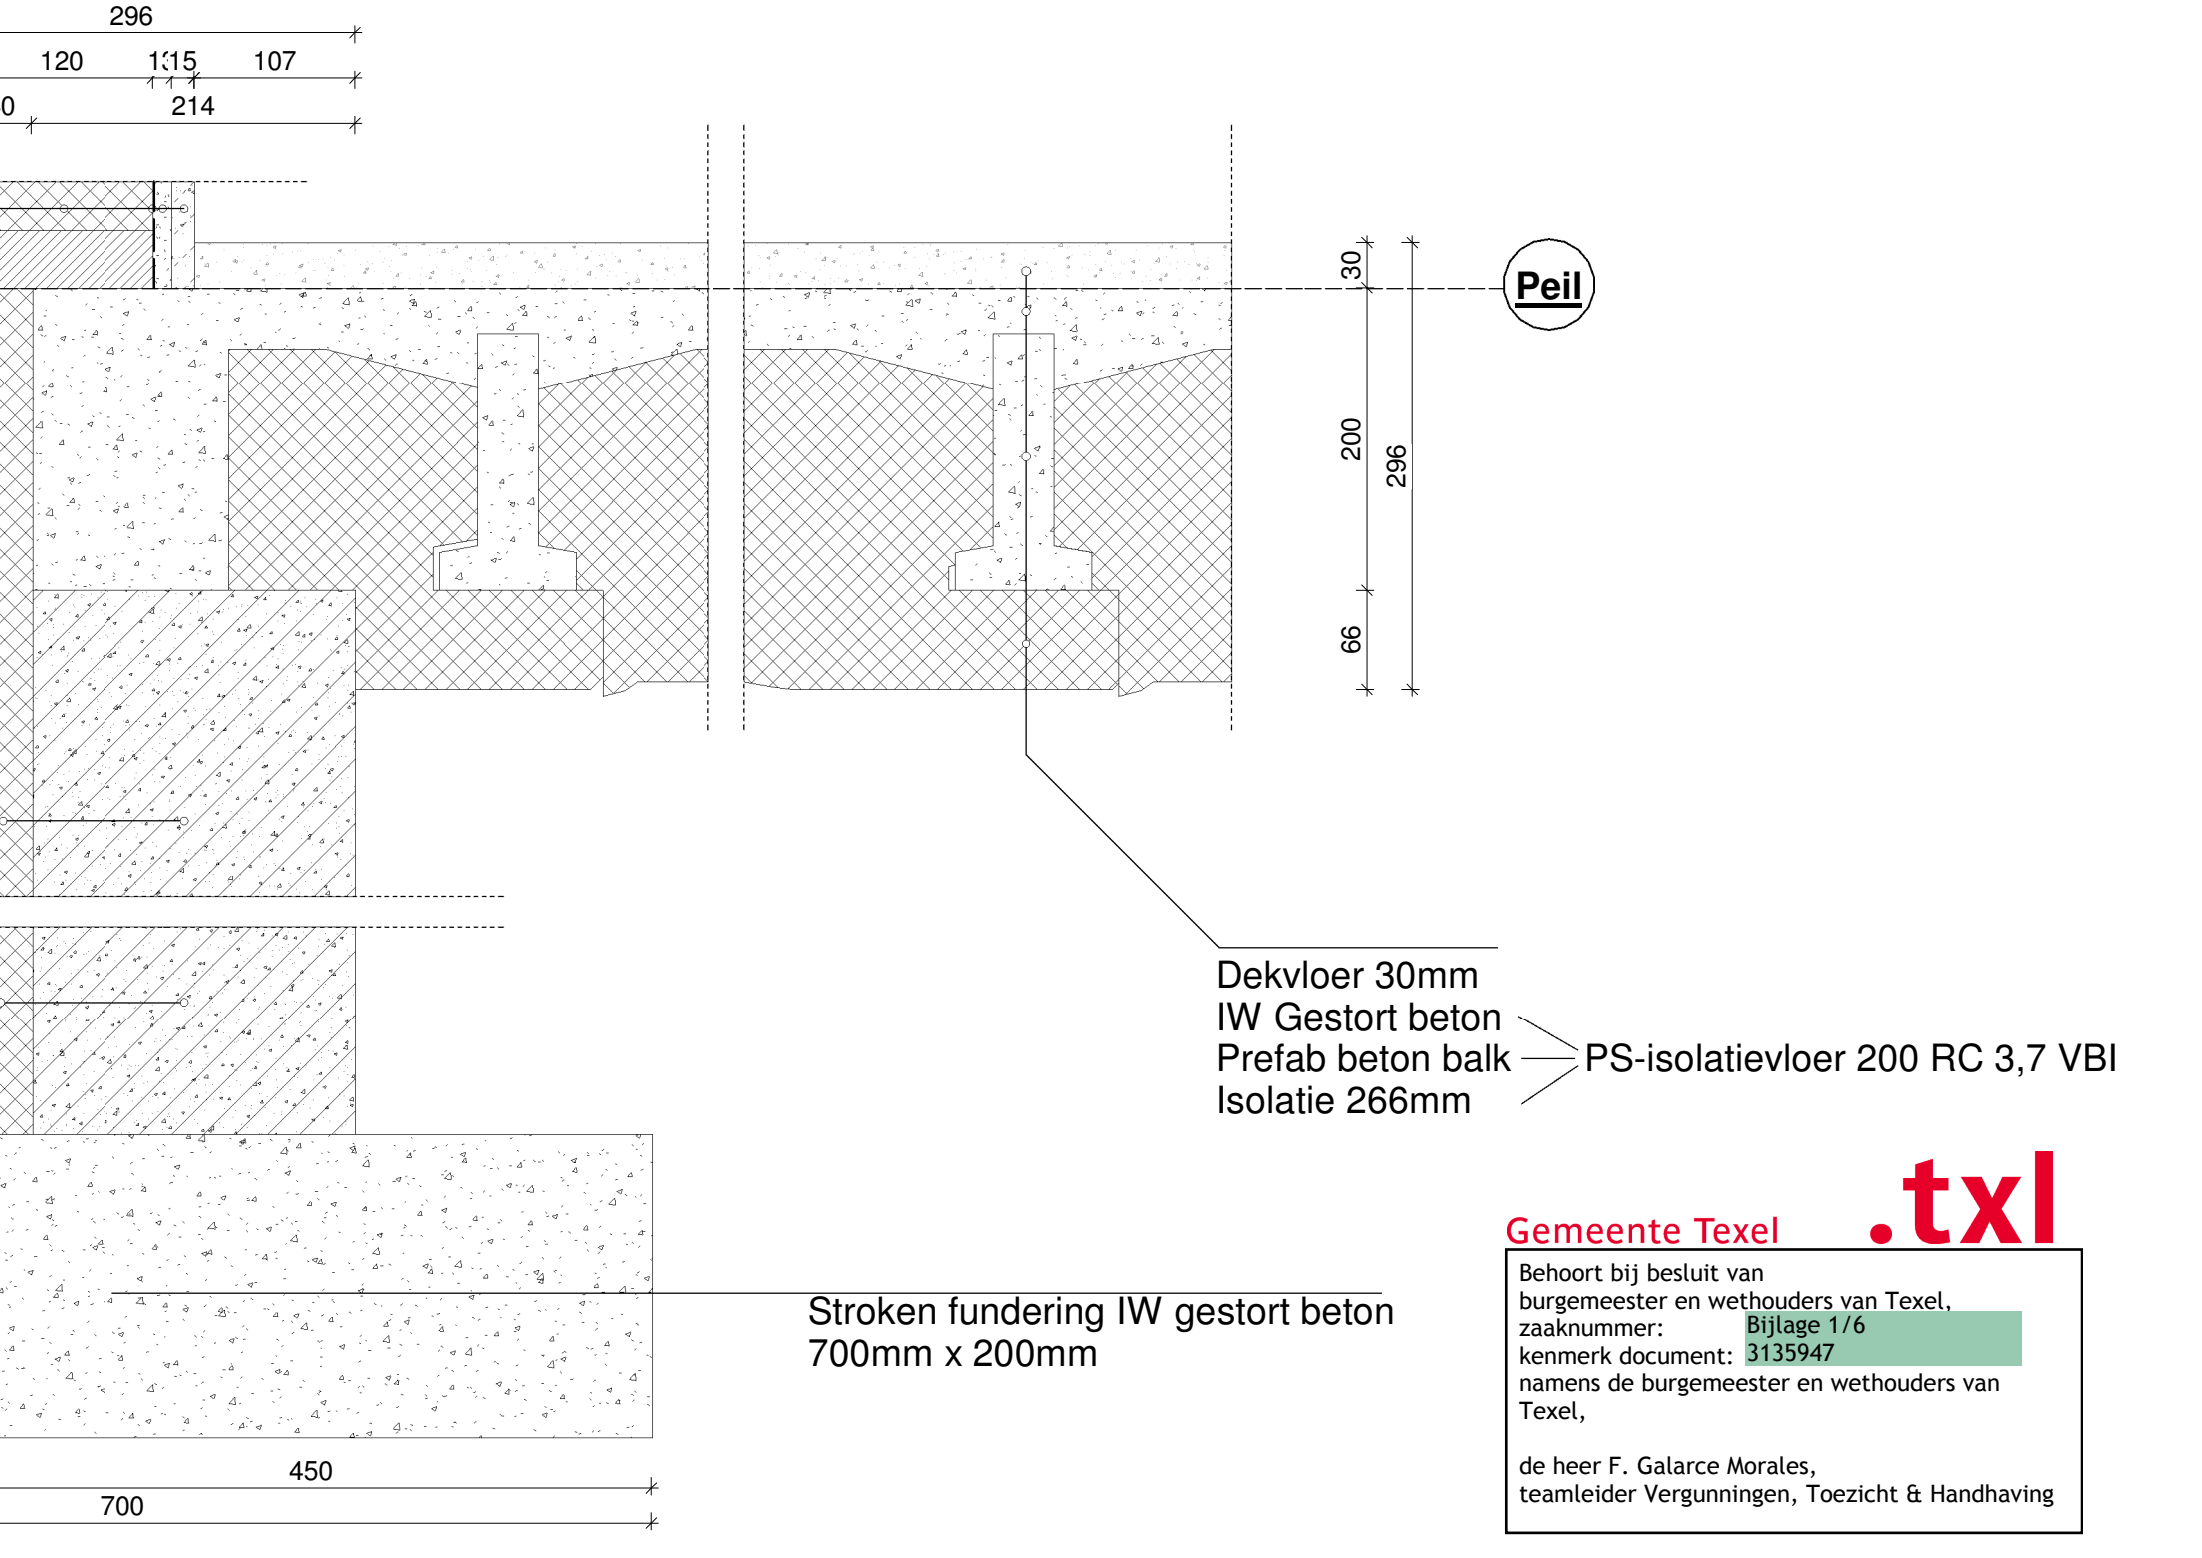 296
120 15 107
214
Peil
30
200
296
66
Dekvloer 30mm
IW Gestort beton
Prefab beton balk
Isolatie 266mm
PS-isolatievloer 200 RC 3,7 VBI
Stroken fundering IW gestort beton
700mm x 200mm
450
700
Gemeente Texel .txl
Behoort bij besluit van
burgemeester en wethouders van Texel,
zaaknummer: Bijlage 1/6
kenmerk document: 3135947
namens de burgemeester en wethouders van
Texel,
de heer F. Galarce Morales,
teamleider Vergunningen, Toezicht & Handhaving